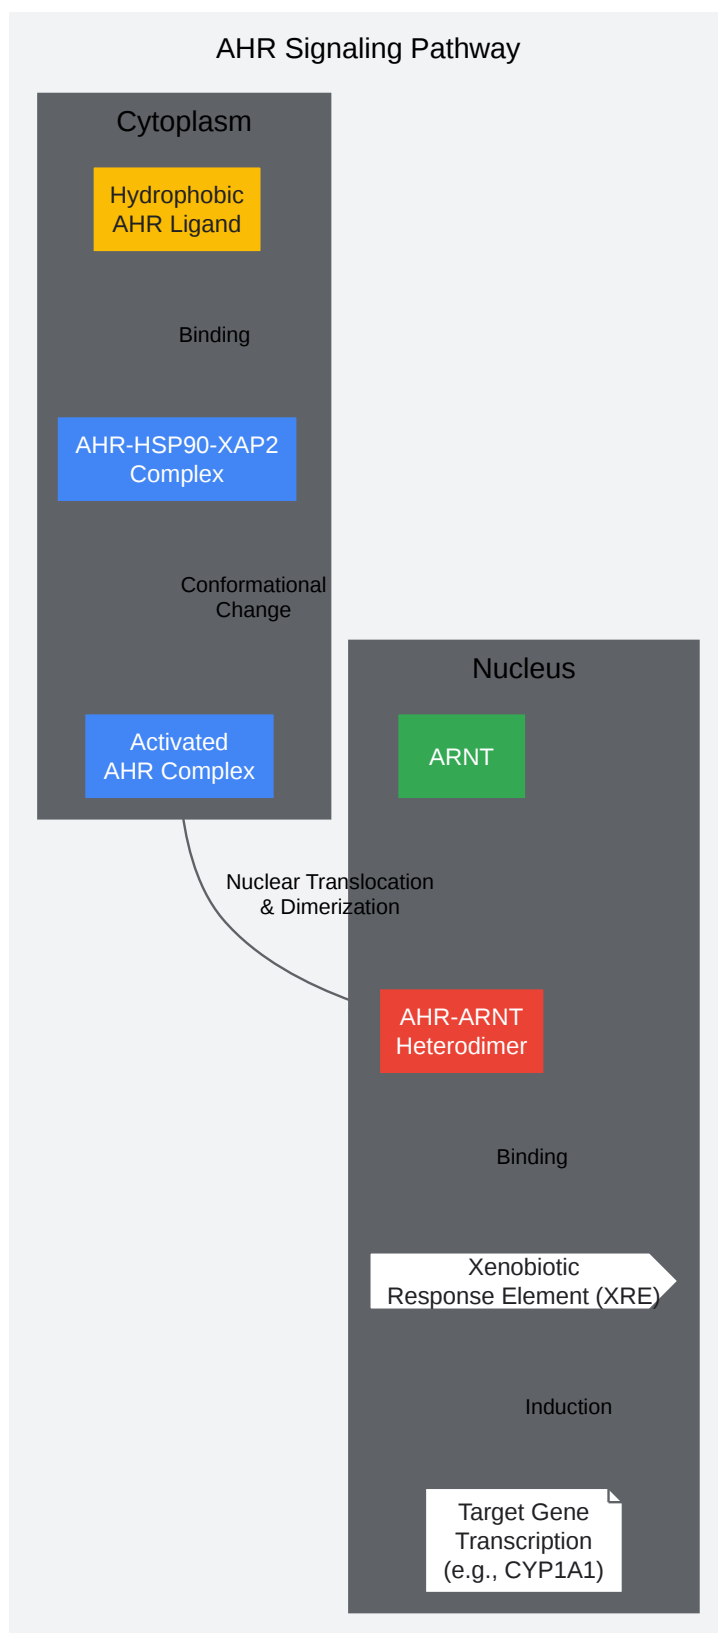 AHR Signaling Pathway
Cytoplasm
Hydrophobic
AHR Ligand
Binding
AHR-HSP90-XAP2
Complex
Conformational
Change
Activated
AHR Complex
Nucleus
ARNT
Nuclear Translocation
& Dimerization
AHR-ARNT
Heterodimer
Binding
Xenobiotic
Response Element (XRE)
Induction
Target Gene
Transcription
(e.g., CYP1A1)